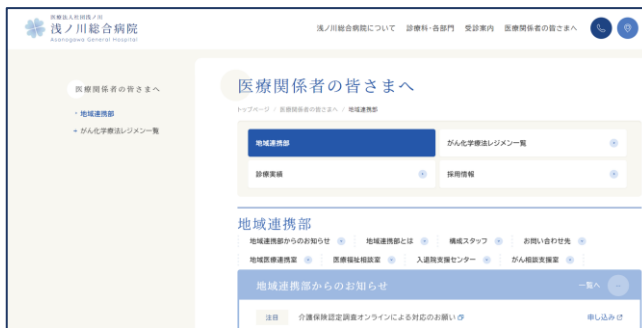 医療法人社団浅ノ川
浅ノ川総合病院
Asanogawa General Hospital
浅ノ川総合病院について 診療科・各部門 受診案内 医療関係者の皆さまへ
医療関係者の皆さまへ
地域連携部
がん化学療法レジメン一覧
医療関係者の皆さまへ
トップページ / 医療関係者の皆さまへ / 地域連携部
地域連携部
がん化学療法レジメン一覧
診療実績
採用情報
地域連携部
地域連携部からのお知らせ 地域連携部とは 構成スタッフ お問い合わせ先
地域医療連携室 医療福祉相談室 入退院支援センター がん相談支援室
地域連携部からのお知らせ 一覧へ
注目 介護保険認定調査オンラインによる対応のお願い 申し込み